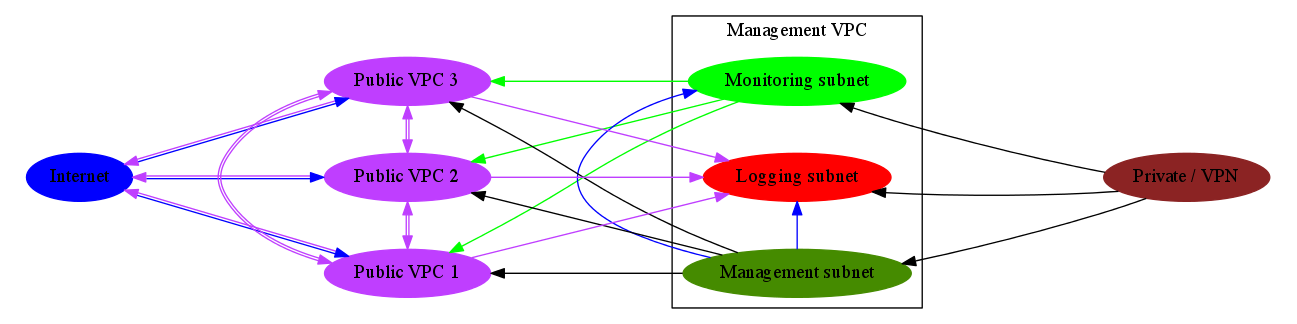 Management VPC
Public VPC 3
Monitoring subnet
Internet
Public VPC 2
Logging subnet
Private / VPN
Public VPC 1
Management subnet